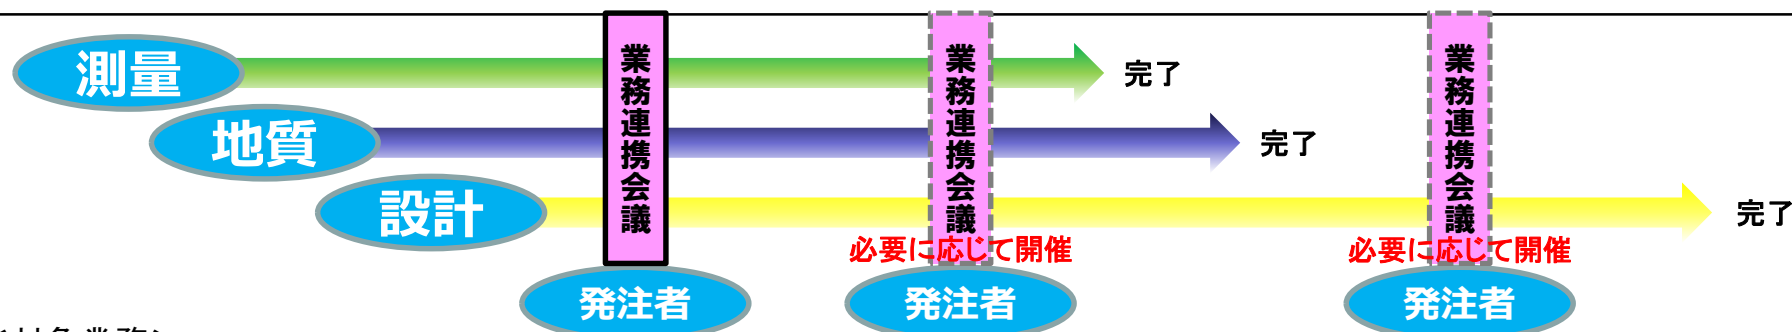 測量
完了
地質
完了
設計
完了
業務連携会議
業務連携会議
業務連携会議
必要に応じて開催
必要に応じて開催
発注者
発注者
発注者